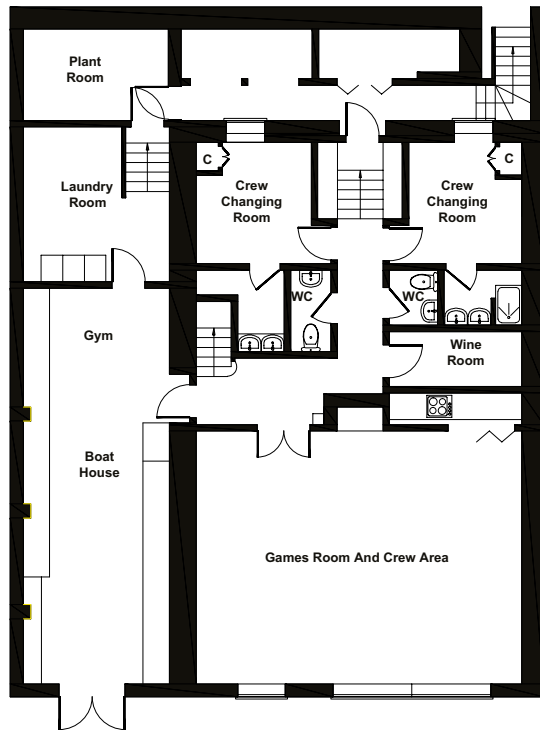 Plant
Room
Laundry
Room
C
Crew
Changing
Room
Crew
Changing
Room
C
WC
WC
Wine
Room
Gym
Boat
House
Games Room And Crew Area